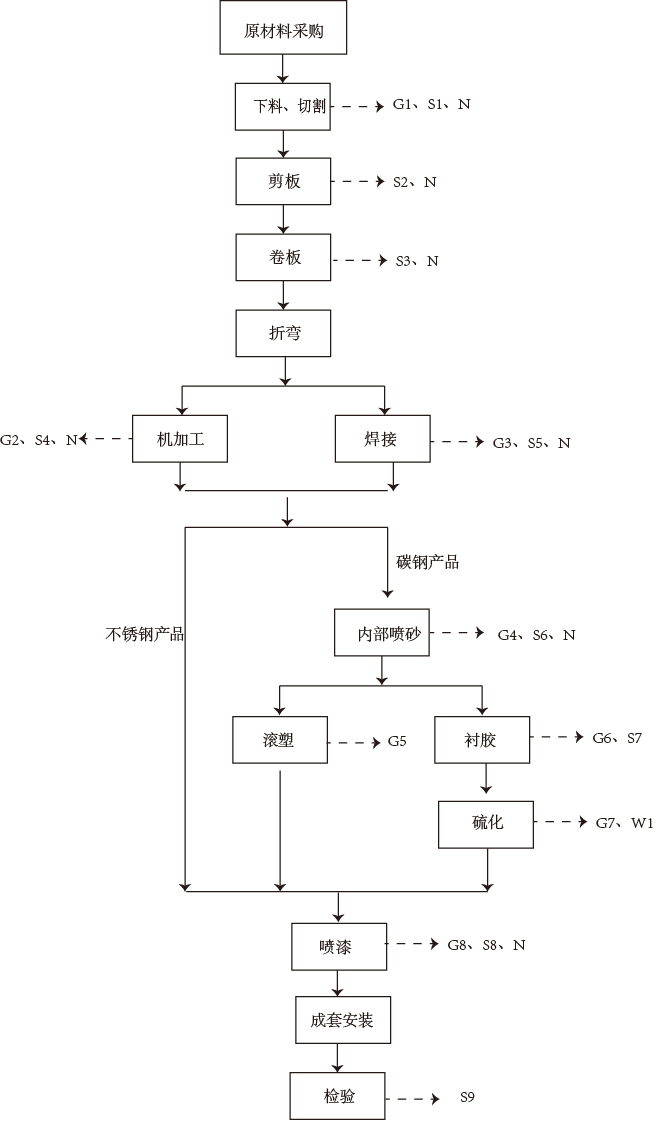 原材料采购
下料、切割
G1、S1、N
剪板
S2、N
卷板
S3、N
折弯
G2、S4、N
机加工
焊接
G3、S5、N
碳钢产品
不锈钢产品
内部喷砂
G4、S6、N
滚塑
G5
衬胶
G6、S7
硫化
G7、W1
喷漆
G8、S8、N
成套安装
检验
S9